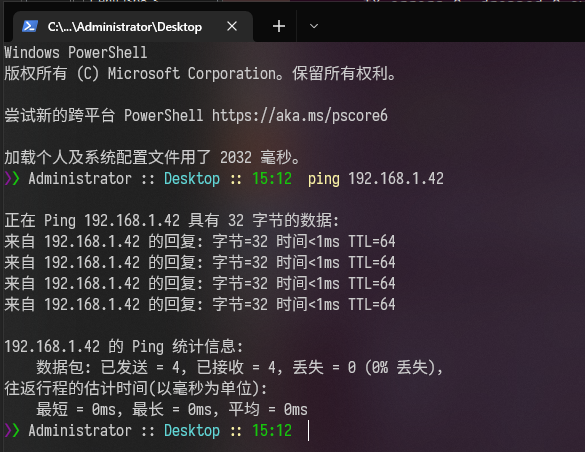 C:\...\Administrator\Desktop
Windows PowerShell
版权所有 (C) Microsoft Corporation。保留所有权利。
尝试新的跨平台 PowerShell https://aka.ms/pscore6
加载个人及系统配置文件用了 2032 毫秒。
❯❯ Administrator :: Desktop :: 15:12 ping 192.168.1.42
正在 Ping 192.168.1.42 具有 32 字节的数据:
来自 192.168.1.42 的回复: 字节=32 时间<1ms TTL=64
来自 192.168.1.42 的回复: 字节=32 时间<1ms TTL=64
来自 192.168.1.42 的回复: 字节=32 时间<1ms TTL=64
来自 192.168.1.42 的回复: 字节=32 时间<1ms TTL=64
192.168.1.42 的 Ping 统计信息:
数据包: 已发送 = 4，已接收 = 4，丢失 = 0 (0% 丢失)，
往返行程的估计时间(以毫秒为单位):
最短 = 0ms，最长 = 0ms，平均 = 0ms
❯❯ Administrator :: Desktop :: 15:12